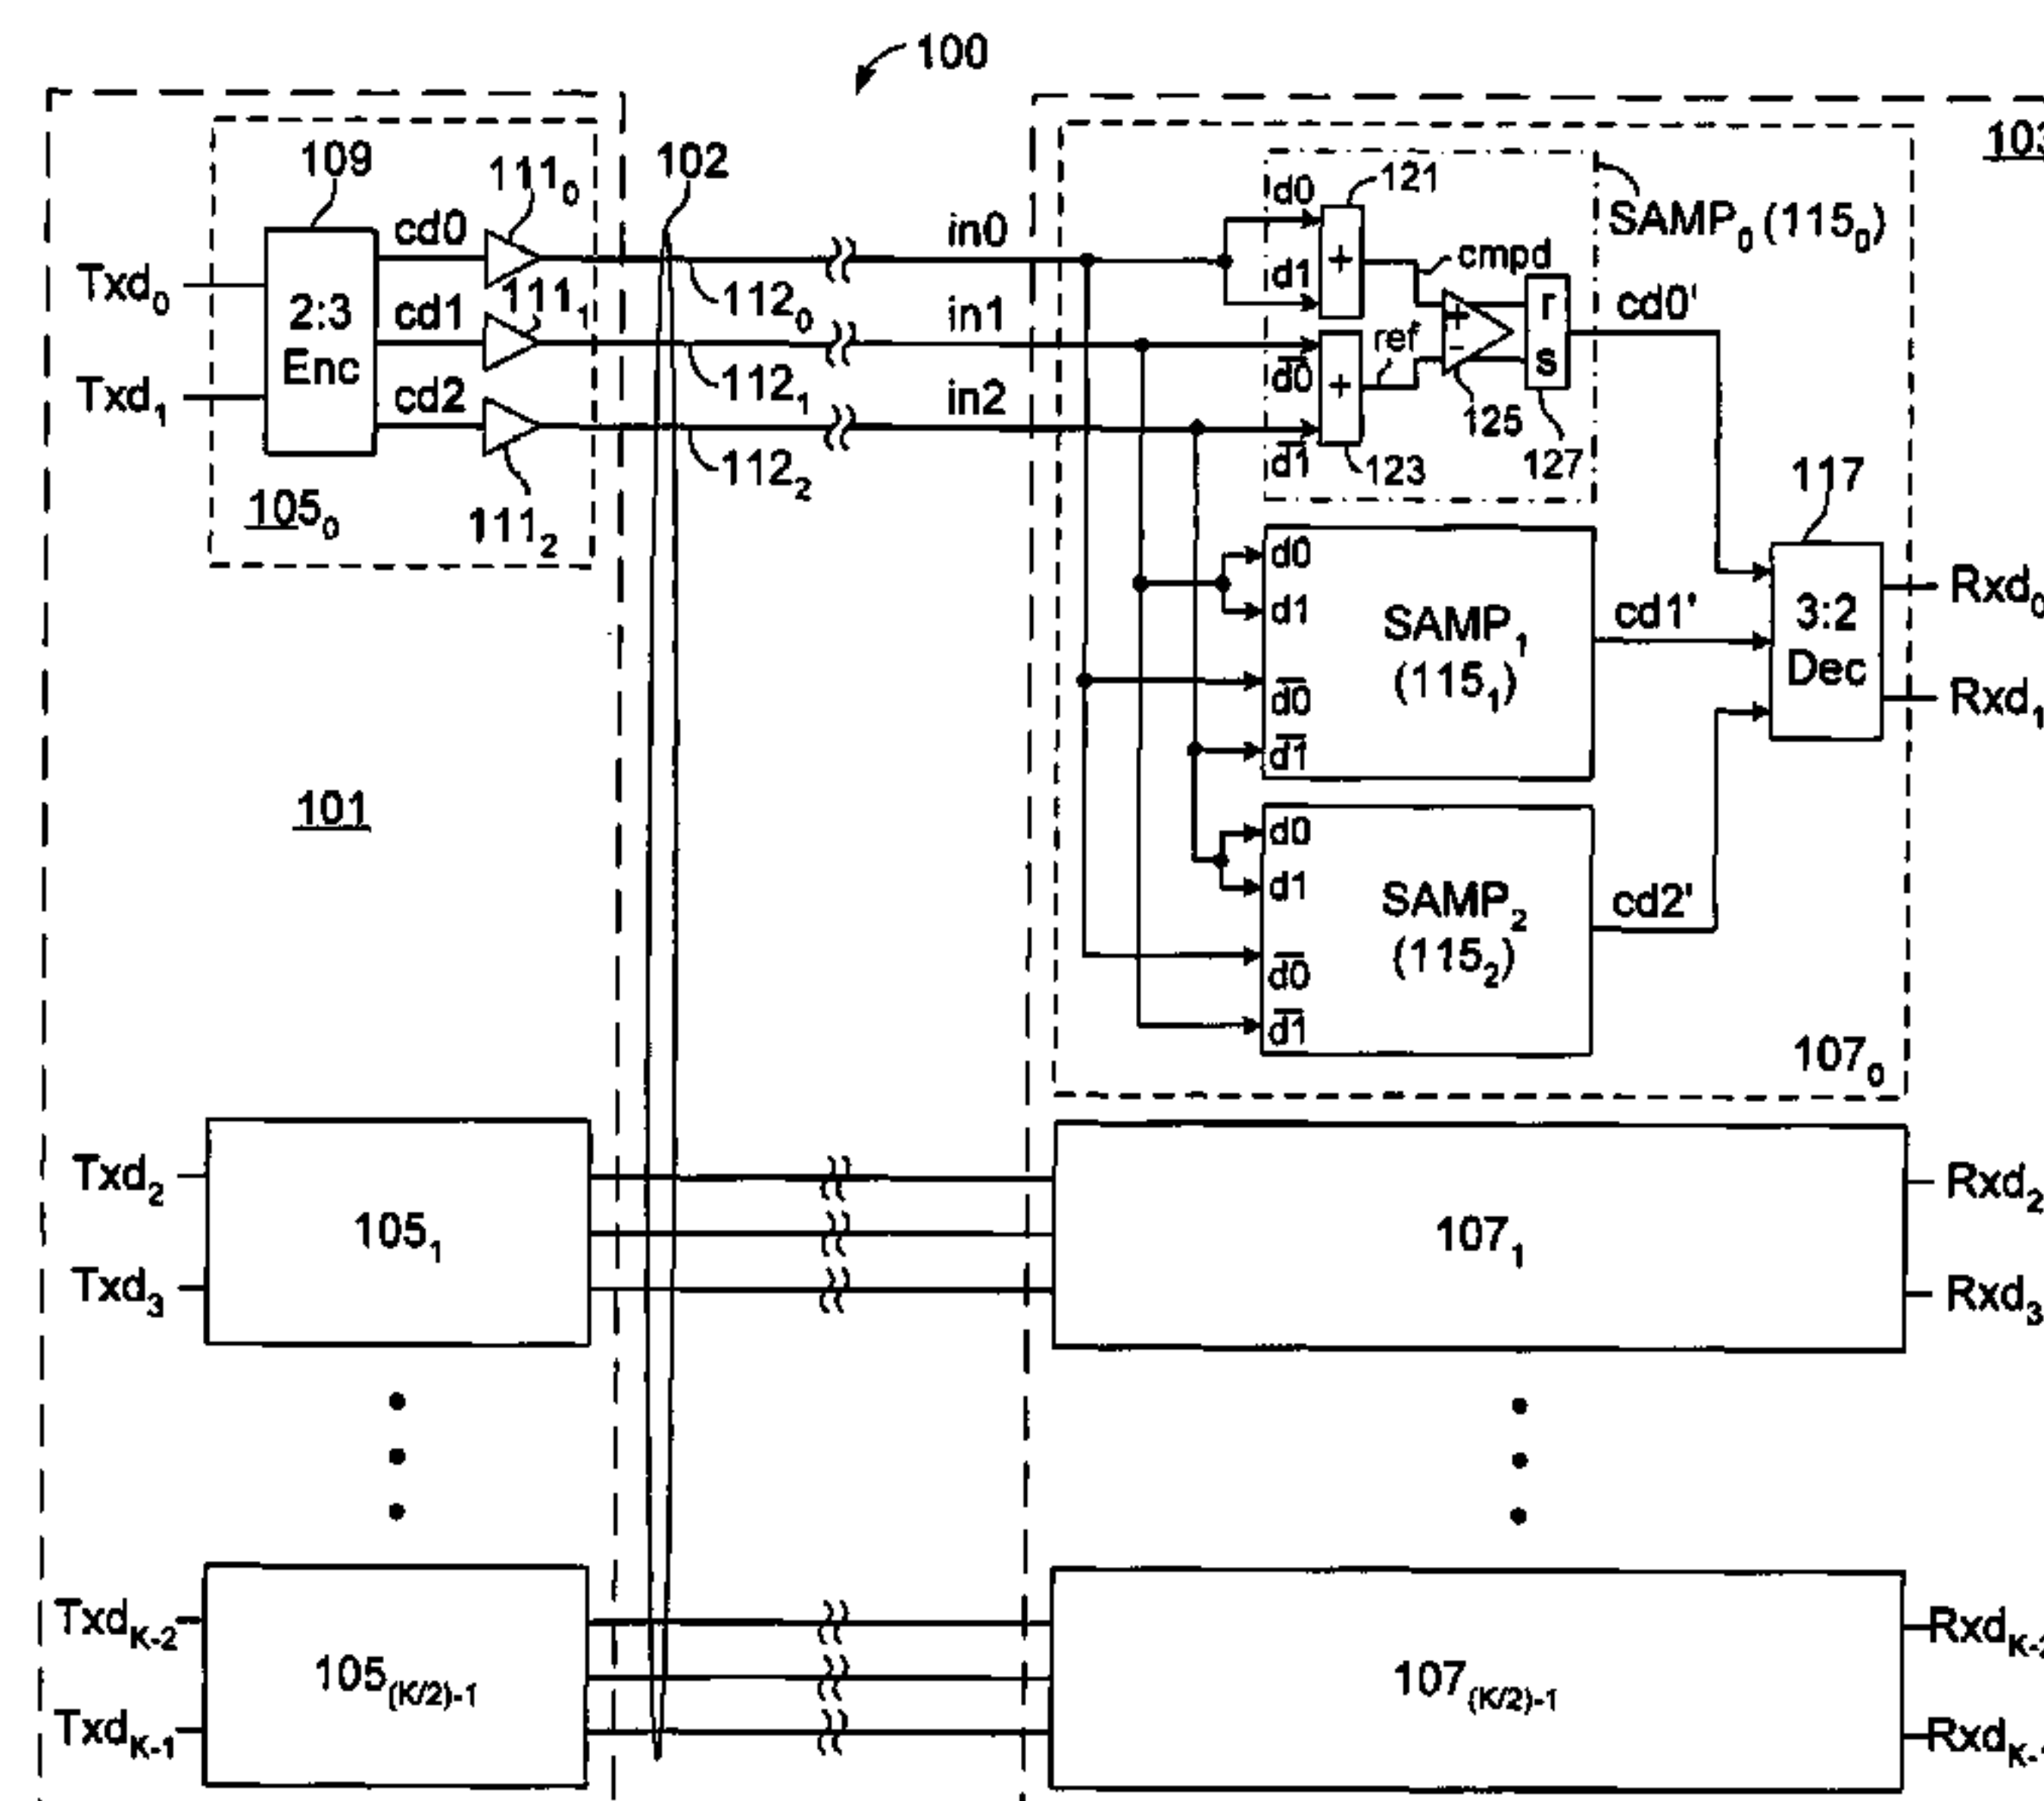 100
103
109
111₀
102
cd0
Txd₀
2:3
Enc
111₁
cd1
Txd₁
cd2
105₀
111₂
112₀
112₁
112₂
in0
in1
in2
d0
121
SAMP₀ (115₀)
d1
+
cmpd
+
-
r
s
cd0'
d̅0̅
ref
+
125
d̅1̅
123
127
117
d0
d1
SAMP₁
(115₁)
cd1'
d̅0̅
d̅1̅
3:2
Dec
Rxd₀
Rxd₁
101
d0
d1
SAMP₂
(115₂)
cd2'
d̅0̅
d̅1̅
107₀
Txd₂
105₁
Txd₃
107₁
Rxd₂
Rxd₃
Txd_K-2
105_(K/2)-1
Txd_K-1
107_(K/2)-1
Rxd_K-2
Rxd_K-